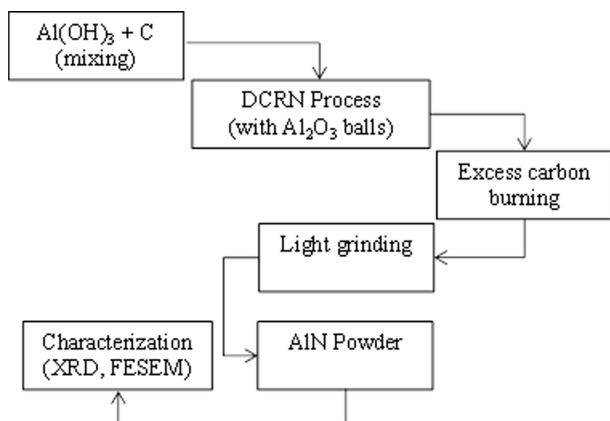 Al(OH)₃ + C
(mixing)
DCRN Process
(with Al₂O₃ balls)
Excess carbon
burning
Light grinding
Characterization
(XRD, FESEM)
AlN Powder